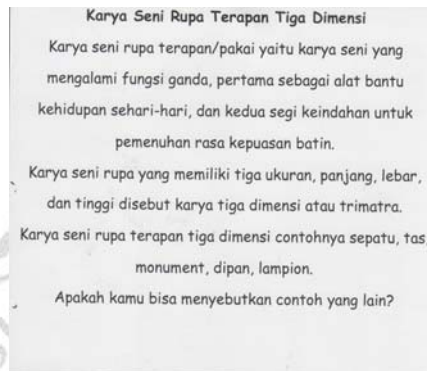 Karya Seni Rupa Terapan Tiga Dimensi
Karya seni rupa terapan/pakai yaitu karya seni yang
mengalami fungsi ganda, pertama sebagai alat bantu
kehidupan sehari-hari, dan kedua segi keindahan untuk
pemenuhan rasa kepuasan batin.
Karya seni rupa yang memiliki tiga ukuran, panjang, lebar,
dan tinggi disebut karya tiga dimensi atau trimatra.
Karya seni rupa terapan tiga dimensi contohnya sepatu, tas,
monument, dipan, lampion.
Apakah kamu bisa menyebutkan contoh yang lain?